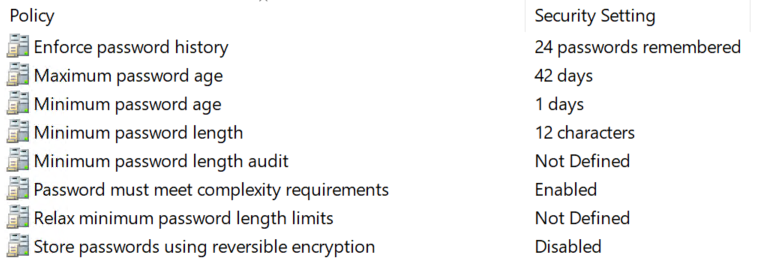 Policy Security Setting
Enforce password history 24 passwords remembered
Maximum password age 42 days
Minimum password age 1 days
Minimum password length 12 characters
Minimum password length audit Not Defined
Password must meet complexity requirements Enabled
Relax minimum password length limits Not Defined
Store passwords using reversible encryption Disabled